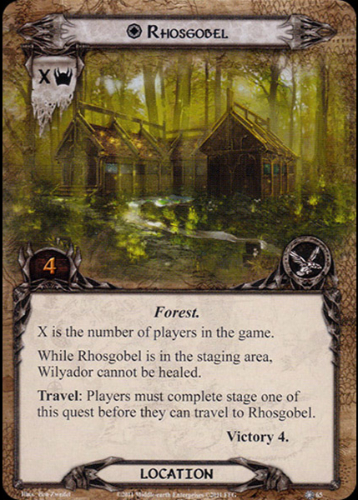 RHOSGOBEL
X
4
Forest.
X is the number of players in the game.
While Rhosgobel is in the staging area,
Wilyador cannot be healed.
Travel: Players must complete stage one of
this quest before they can travel to Rhosgobel.
Victory 4.
LOCATION